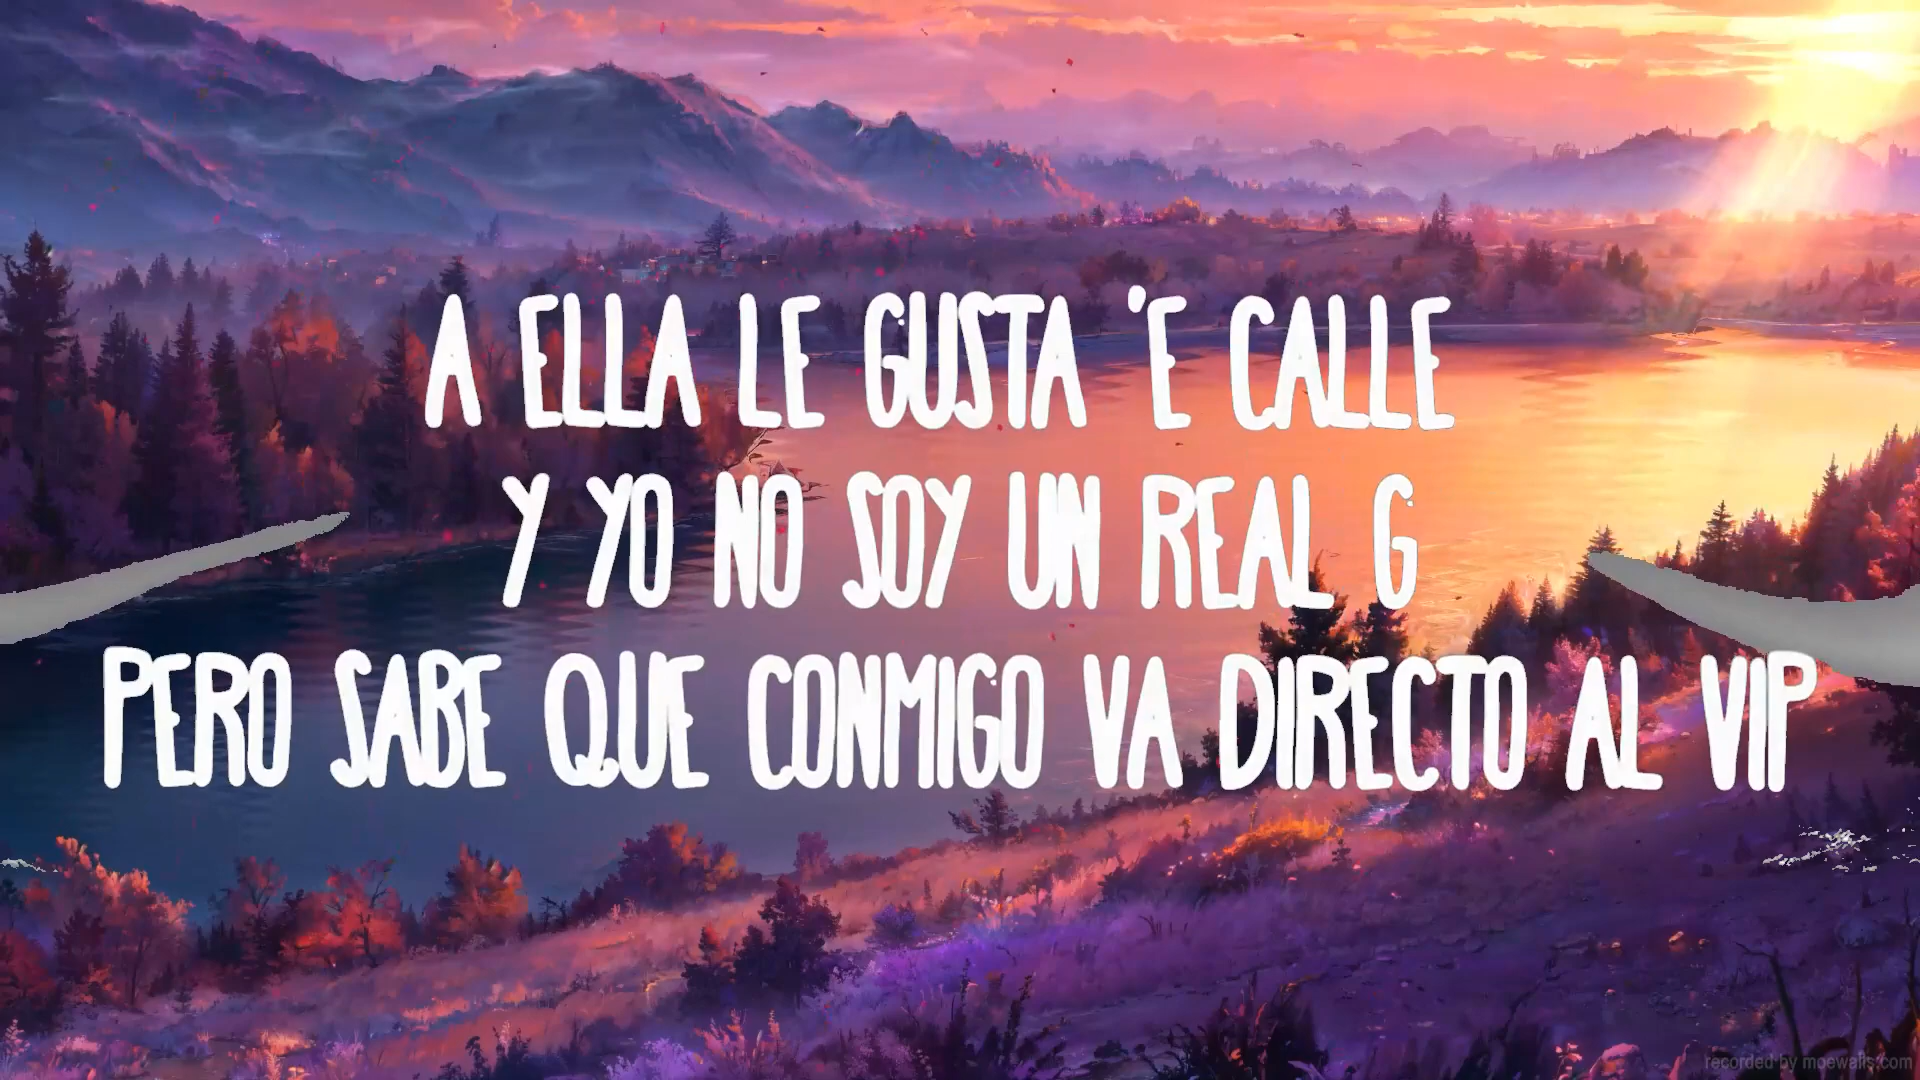 A ELLA LE GUSTA 'E CALLE
Y YO NO SOY UN REAL G
PERO SABE QUE CONMIGO VA DIRECTO AL VIP
recorded by moewalls.com